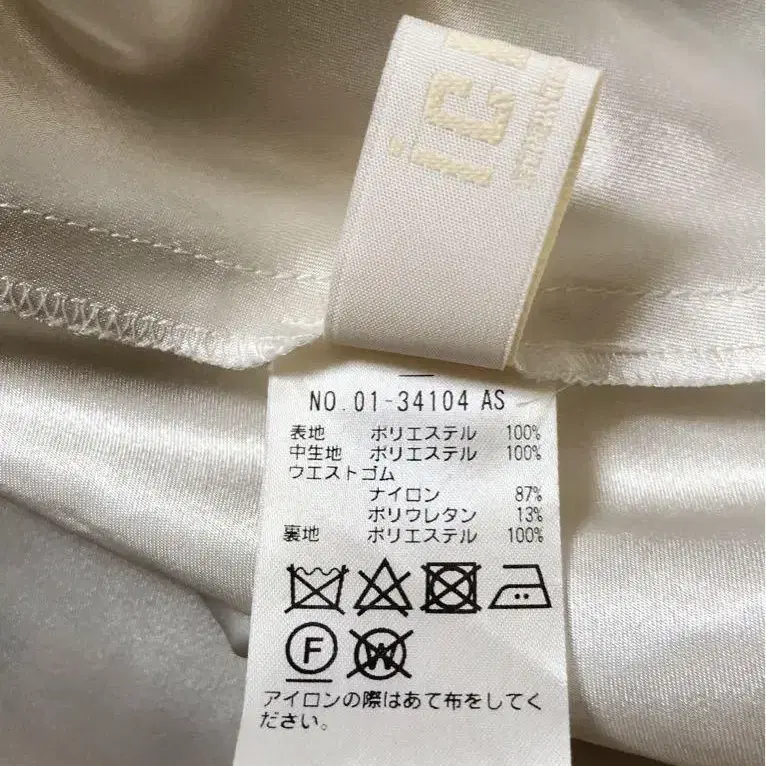 NO.01-34104 AS
表地 ポリエステル 100%
中生地 ポリエステル 100%
ウエストゴム
ナイロン 87%
ポリウレタン 13%
裏地 ポリエステル 100%
F
W
アイロンの際はあて布をしてく
ださい。